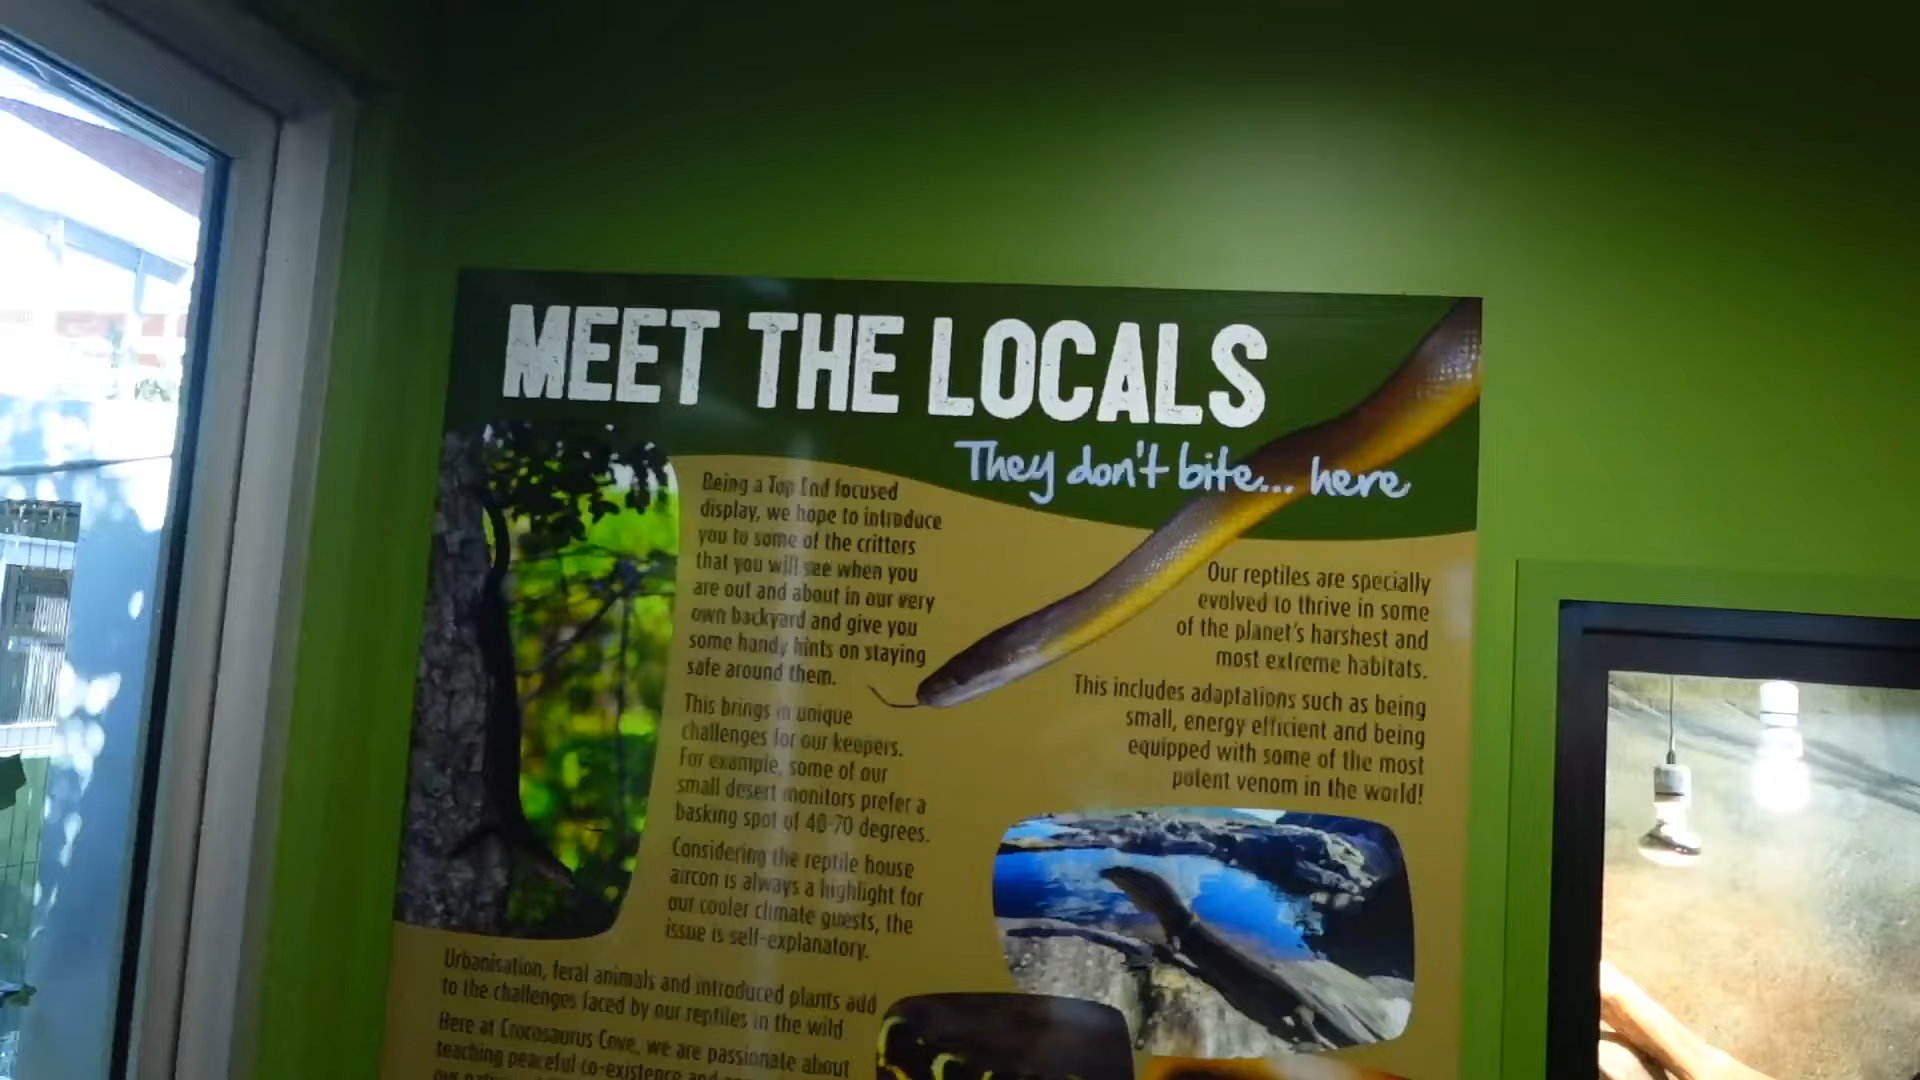 MEET THE LOCALS
They don't bite... here
Being a Top End focused
display, we hope to introduce
you to some of the critters
that you will see when you
are out and about in our very
own backyard and give you
some handy hints on staying
safe around them.
This brings in unique
challenges for our keepers.
For example, some of our
small desert monitors prefer a
basking spot of 40-70 degrees.
Considering the reptile house
aircon is always a highlight for
our cooler climate guests, the
issue is self-explanatory.
Urbanisation, feral animals and introduced plants add
to the challenges faced by our reptiles in the wild
Here at Crocosaurus Cove, we are passionate about
teaching peaceful co-existence and
Our reptiles are specially
evolved to thrive in some
of the planet's harshest and
most extreme habitats.
This includes adaptations such as being
small, energy efficient and being
equipped with some of the most
potent venom in the world!